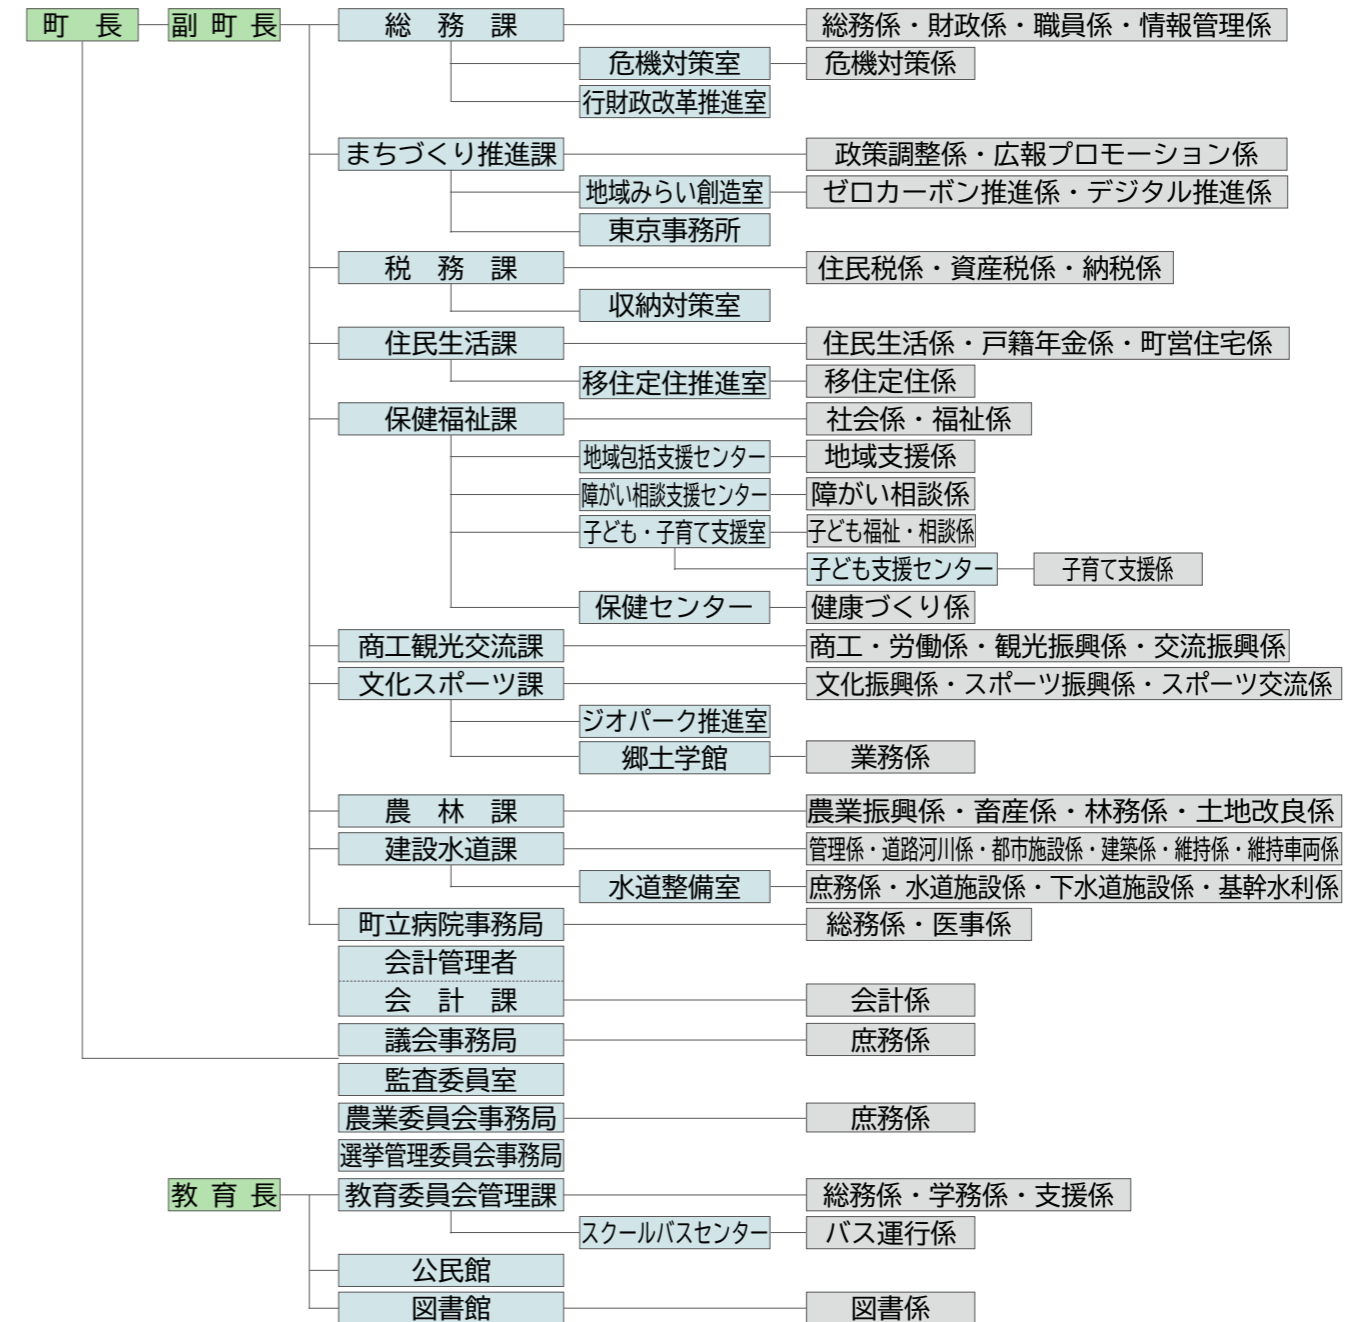 町長 副町長 総務課 総務係・財政係・職員係・情報管理係
危機対策室 危機対策係
行財政改革推進室
まちづくり推進課 政策調整係・広報プロモーション係
地域みらい創造室 ゼロカーボン推進係・デジタル推進係
東京事務所
税務課 住民税係・資産税係・納税係
収納対策室
住民生活課 住民生活係・戸籍年金係・町営住宅係
移住定住推進室 移住定住係
保健福祉課 社会係・福祉係
地域包括支援センター 地域支援係
障がい相談支援センター 障がい相談係
子ども・子育て支援室 子ども福祉・相談係
子ども支援センター 子育て支援係
保健センター 健康づくり係
商工観光交流課 商工・労働係・観光振興係・交流振興係
文化スポーツ課 文化振興係・スポーツ振興係・スポーツ交流係
ジオパーク推進室
郷土学館 業務係
農林課 農業振興係・畜産係・林務係・土地改良係
建設水道課 管理係・道路河川係・都市施設係・建築係・維持係・維持車両係
水道整備室 庶務係・水道施設係・下水道施設係・基幹水利係
町立病院事務局 総務係・医事係
会計管理者
会計課 会計係
議会事務局 庶務係
監査委員室
農業委員会事務局 庶務係
選挙管理委員会事務局
教育長 教育委員会管理課 総務係・学務係・支援係
スクールバスセンター バス運行係
公民館
図書館 図書係